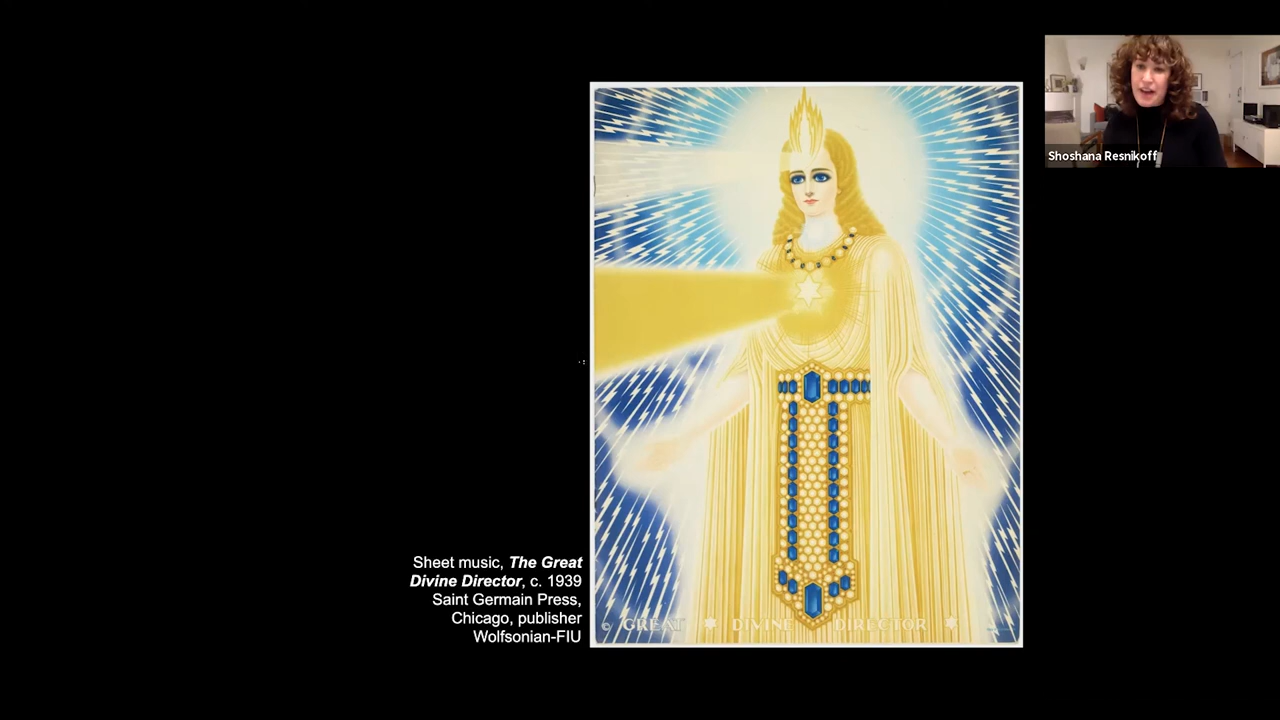 Sheet music, The Great
Divine Director, c. 1939
Saint Germain Press,
Chicago, publisher
Wolfsonian-FIU
© GREAT ✶ DIVINE DIRECTOR ✶
Shoshana Resnikoff